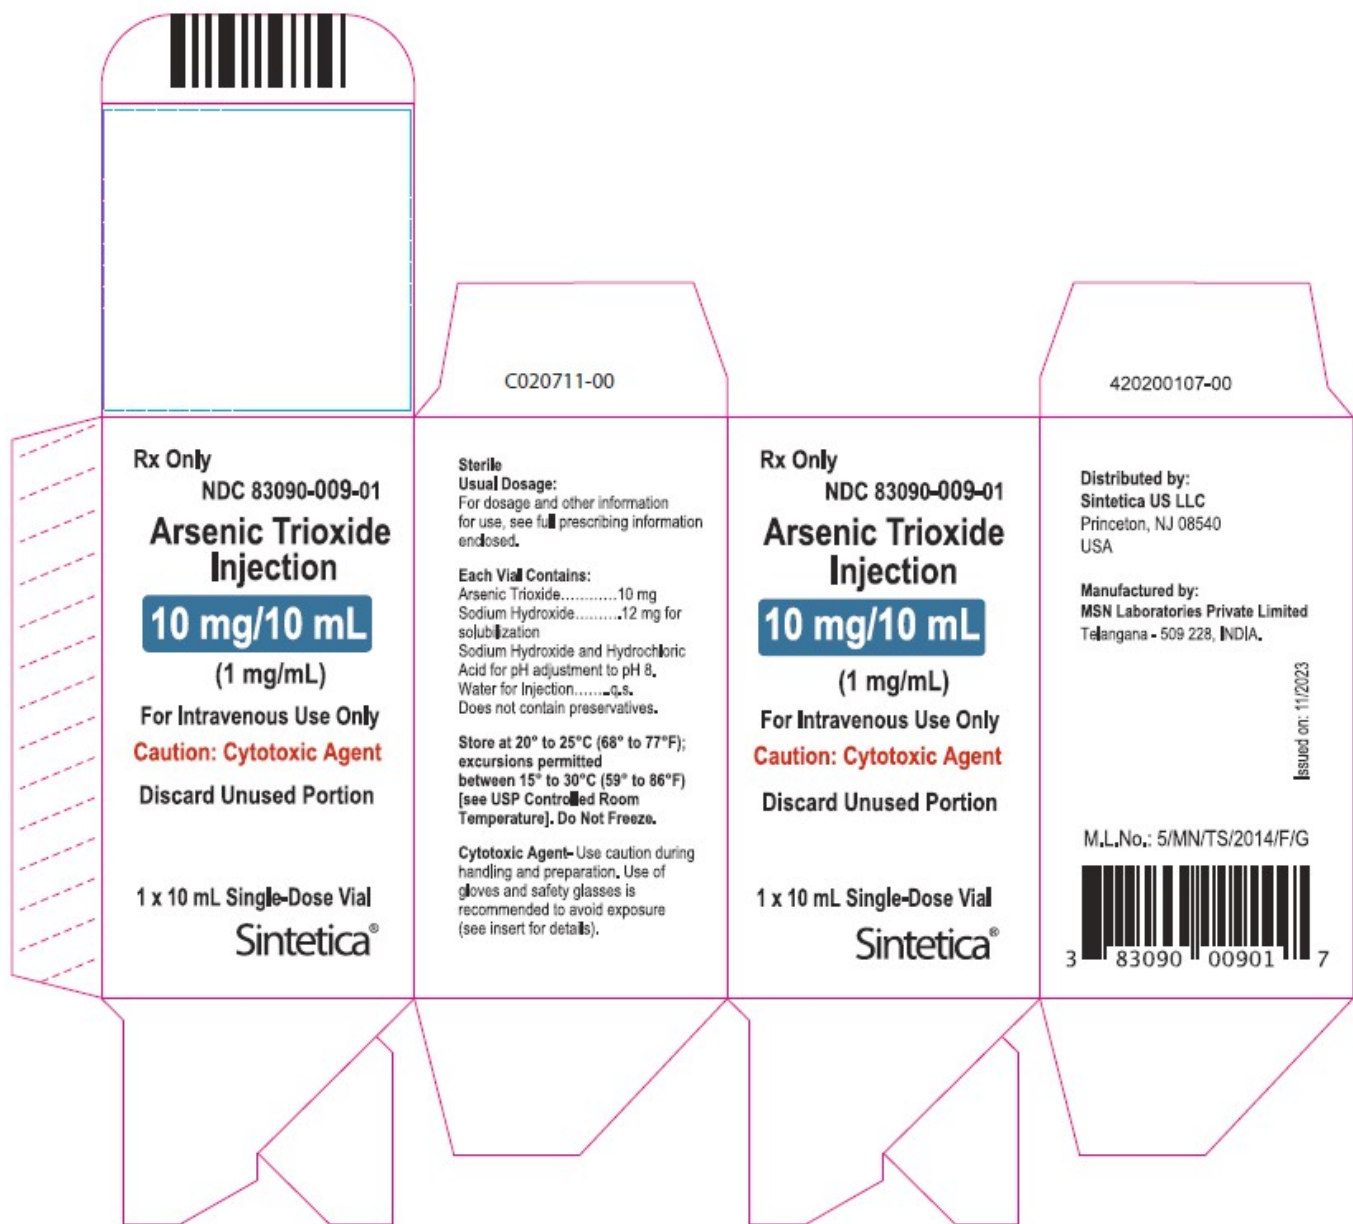 C020711-00
420200107-00
Rx Only
NDC 83090-009-01
Arsenic Trioxide
Injection
10 mg/10 mL
(1 mg/mL)
For Intravenous Use Only
Caution: Cytotoxic Agent
Discard Unused Portion
1 x 10 mL Single-Dose Vial
Sintetica®
Sterile
Usual Dosage:
For dosage and other information
for use, see full prescribing information
enclosed.
Each Vial Contains:
Arsenic Trioxide............10 mg
Sodium Hydroxide..........12 mg for
solubilization
Sodium Hydroxide and Hydrochloric
Acid for pH adjustment to pH 8.
Water for Injection........q.s.
Does not contain preservatives.
Store at 20° to 25°C (68° to 77°F);
excursions permitted
between 15° to 30°C (59° to 86°F)
[see USP Controlled Room
Temperature]. Do Not Freeze.
Cytotoxic Agent- Use caution during
handling and preparation. Use of
gloves and safety glasses is
recommended to avoid exposure
(see insert for details).
Rx Only
NDC 83090-009-01
Arsenic Trioxide
Injection
10 mg/10 mL
(1 mg/mL)
For Intravenous Use Only
Caution: Cytotoxic Agent
Discard Unused Portion
1 x 10 mL Single-Dose Vial
Sintetica®
Distributed by:
Sintetica US LLC
Princeton, NJ 08540
USA
Manufactured by:
MSN Laboratories Private Limited
Telangana - 509 228, INDIA.
Issued on: 11/2023
M.L.No.: 5/MN/TS/2014/F/G
3 83090 00901 7